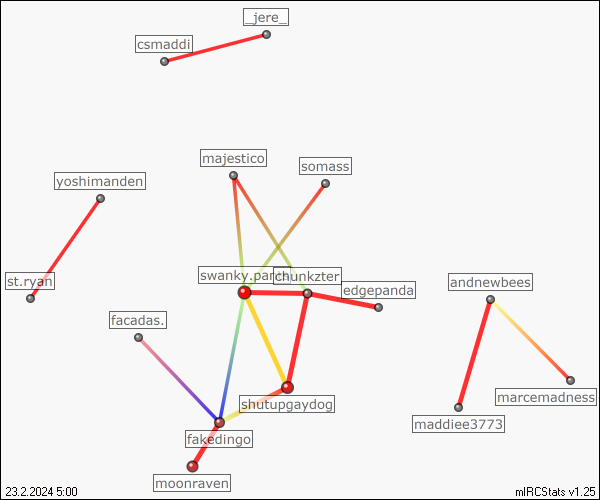 _jere_
csmaddi
majestico
somass
yoshimanden
swanky.parch
chunkzter
st.ryan
edgepanda
andnewbees
facadas.
marcemadness
shutupgaydog
maddiee3773
fakedingo
moonraven
23.2.2024 5:00
mIRCStats v1.25